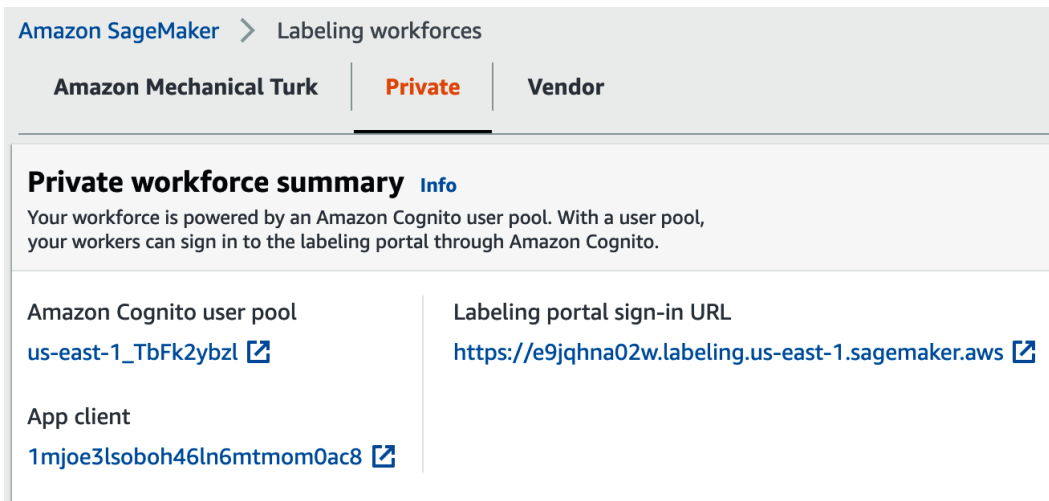 Amazon SageMaker > Labeling workforces
Amazon Mechanical Turk Private Vendor
Private workforce summary Info
Your workforce is powered by an Amazon Cognito user pool. With a user pool,
your workers can sign in to the labeling portal through Amazon Cognito.
Amazon Cognito user pool
us-east-1_TbFk2ybzl
App client
1mjoe3lsoboh46ln6mtmom0ac8
Labeling portal sign-in URL
https://e9jqhna02w.labeling.us-east-1.sagemaker.aws